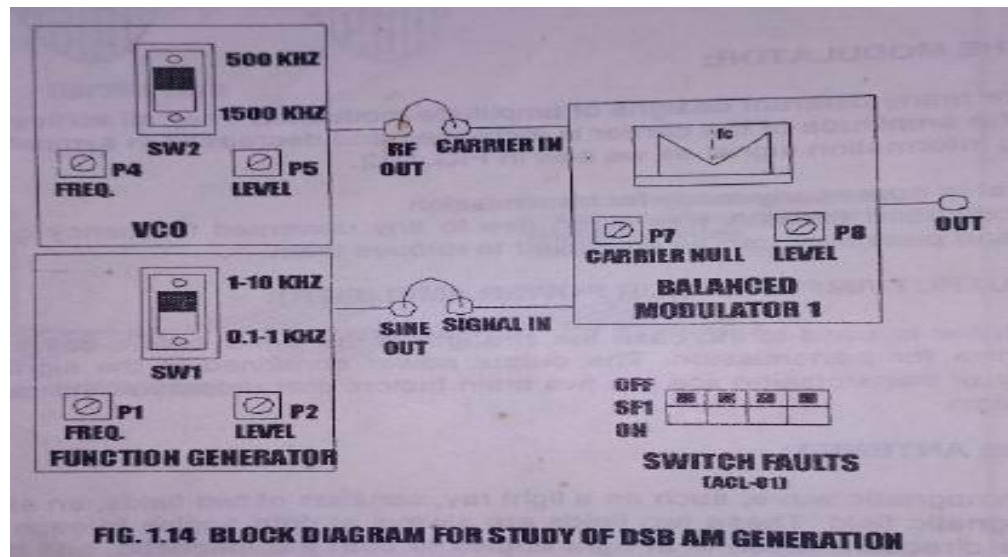 500 KHZ
1500 KHZ
SW2
P4
FREQ.
P5
LEVEL
VCO
RF
OUT
CARRIER IN
fc
P7
CARRIER NULL
P8
LEVEL
OUT
BALANCED
MODULATOR 1
1-10 KHZ
0.1-1 KHZ
SW1
SINE
OUT
SIGNAL IN
P1
FREQ.
P2
LEVEL
FUNCTION GENERATOR
OFF
SF1
ON
SWITCH FAULTS
(ACL-01)
FIG. 1.14 BLOCK DIAGRAM FOR STUDY OF DSB AM GENERATION